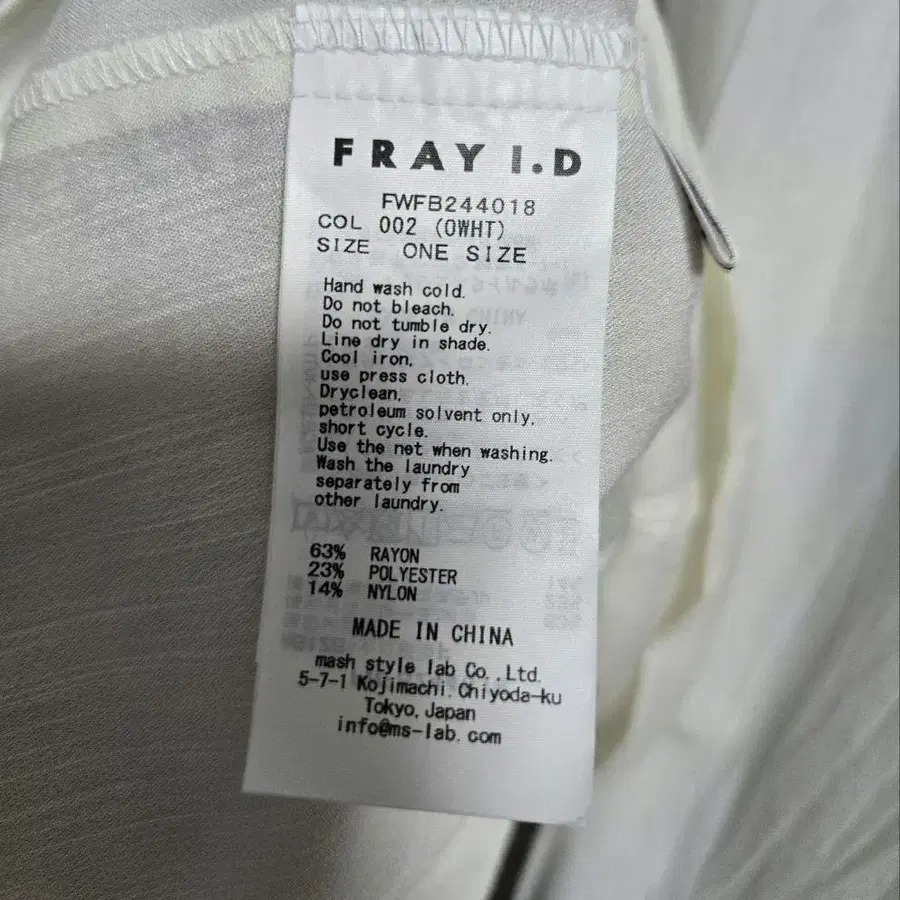 FRAY I.D
FWFB244018
COL 002 (OWHT)
SIZE ONE SIZE
Hand wash cold.
Do not bleach.
Do not tumble dry.
Line dry in shade.
Cool iron,
use press cloth.
Dryclean,
petroleum solvent only,
short cycle.
Use the net when washing.
Wash the laundry
separately from
other laundry.
63% RAYON
23% POLYESTER
14% NYLON
MADE IN CHINA
mash style lab Co.,Ltd.
5-7-1 Kojimachi.Chiyoda-ku
Tokyo,Japan
info@ms-lab.com